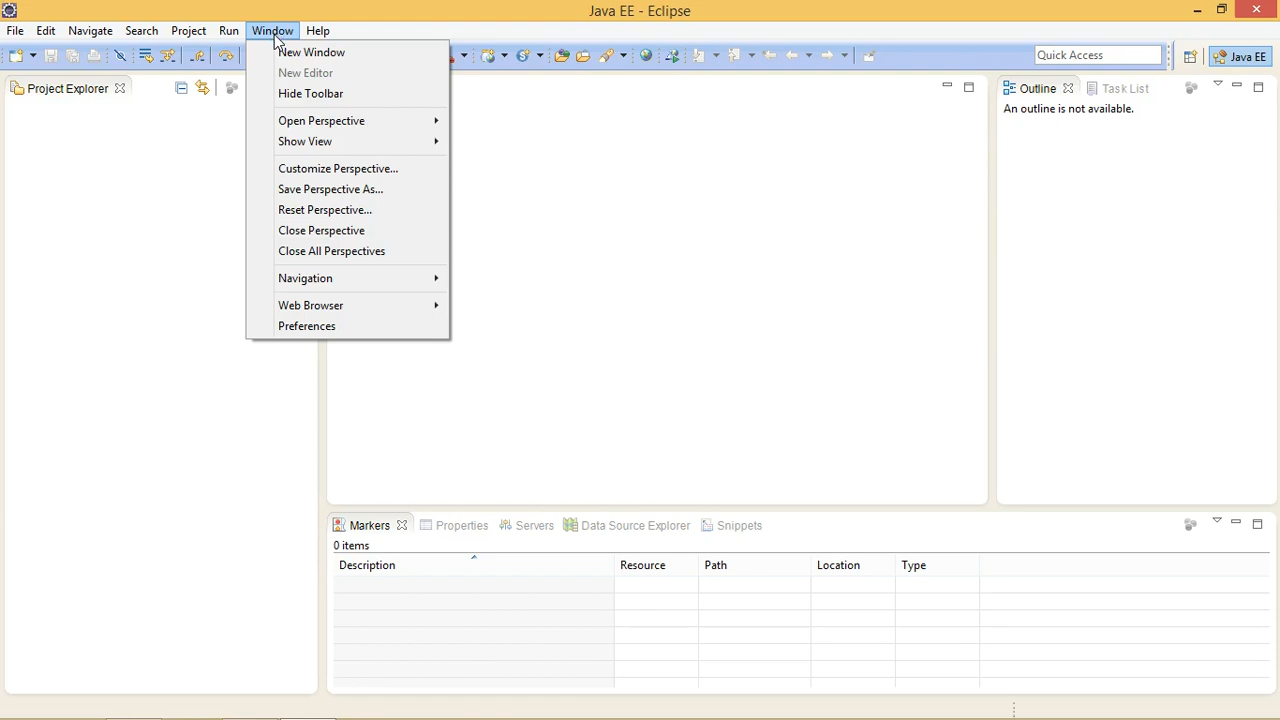 Java EE - Eclipse
File Edit Navigate Search Project Run Window Help
Quick Access
Java EE
Project Explorer
New Window
New Editor
Hide Toolbar
Open Perspective
Show View
Customize Perspective...
Save Perspective As...
Reset Perspective...
Close Perspective
Close All Perspectives
Navigation
Web Browser
Preferences
Outline Task List
An outline is not available.
Markers Properties Servers Data Source Explorer Snippets
0 items
Description Resource Path Location Type